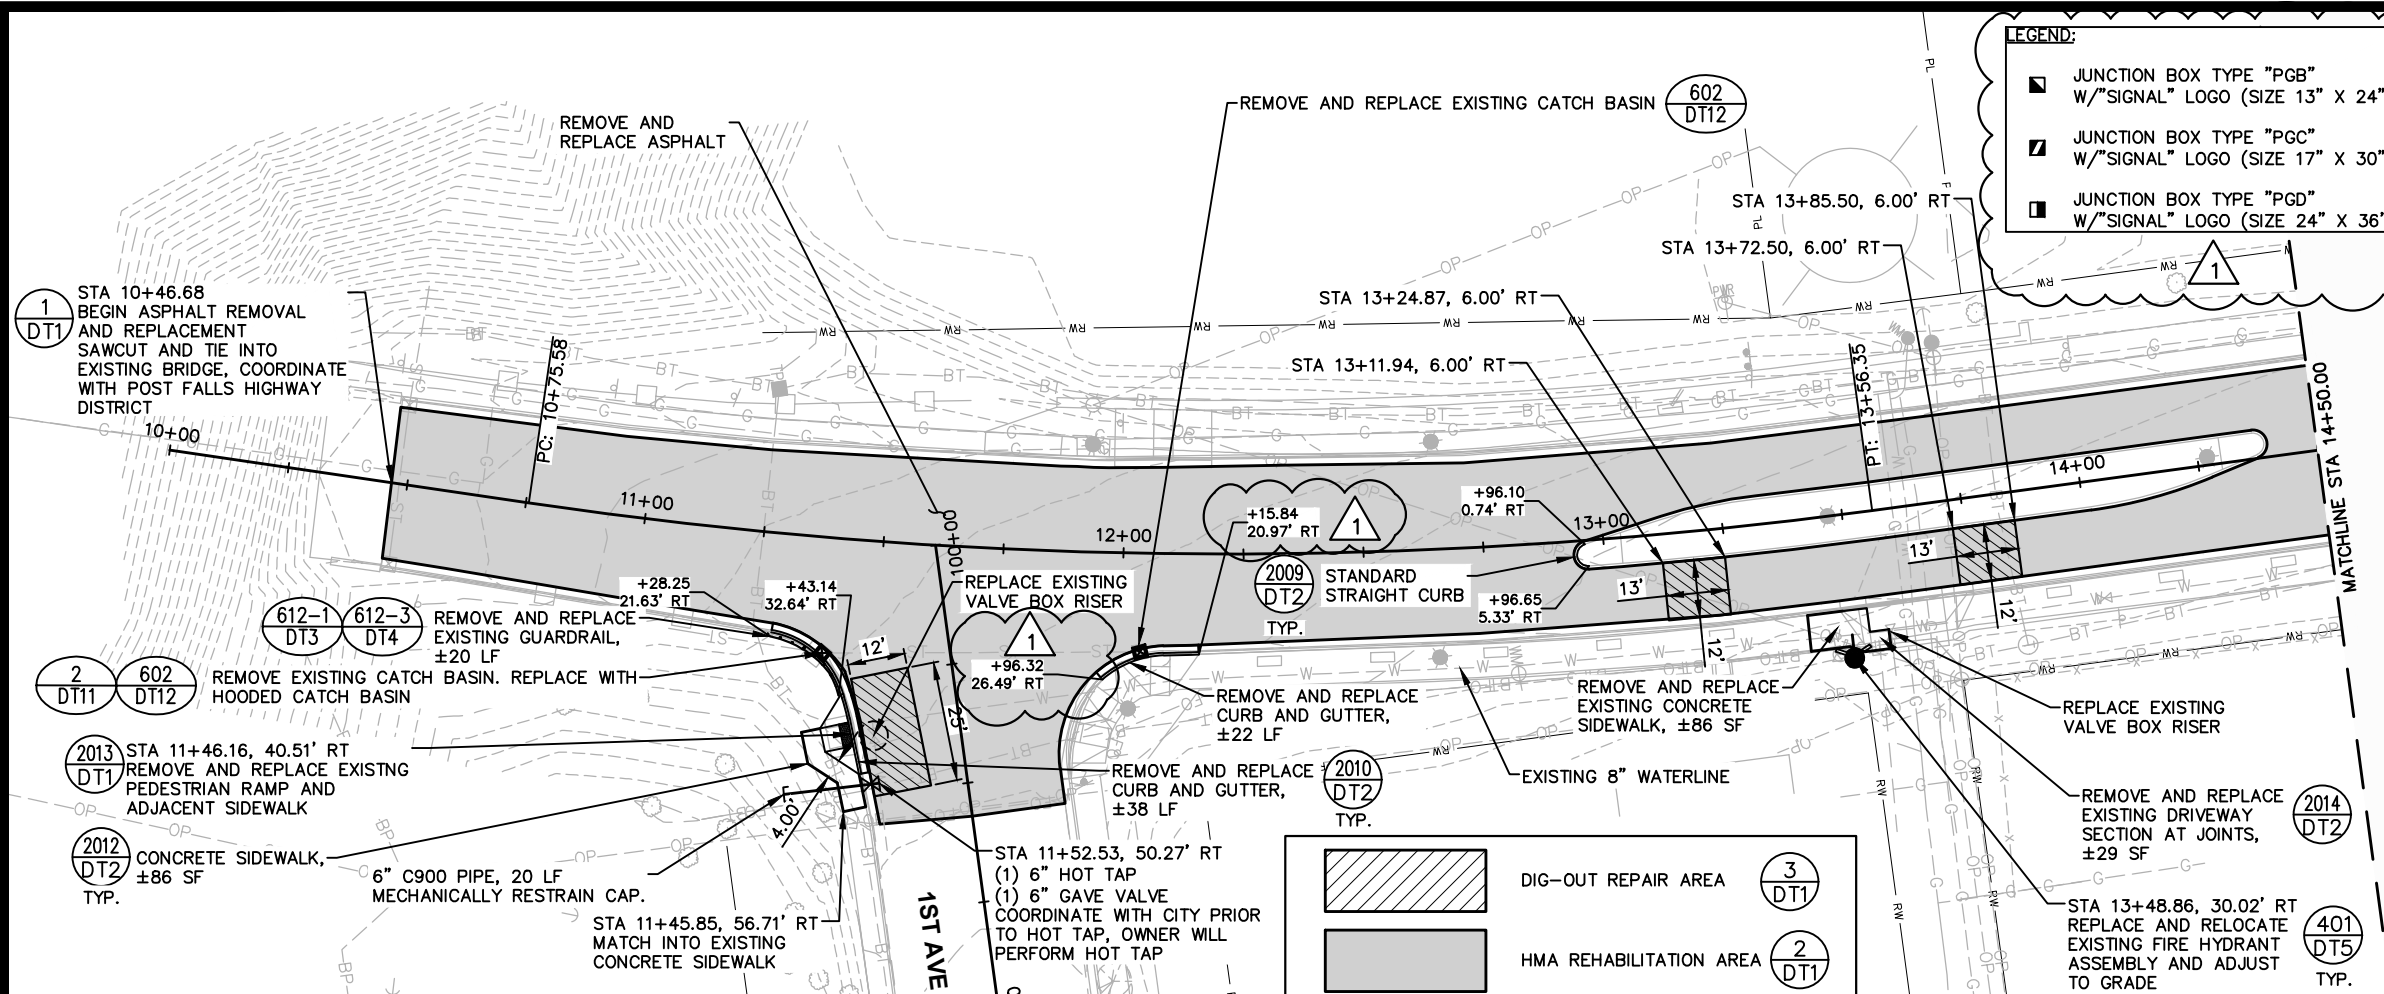 LEGEND:
JUNCTION BOX TYPE "PGB"
W/"SIGNAL" LOGO (SIZE 13" X 24"
JUNCTION BOX TYPE "PGC"
W/"SIGNAL" LOGO (SIZE 17" X 30"
JUNCTION BOX TYPE "PGD"
W/"SIGNAL" LOGO (SIZE 24" X 36"
1
REMOVE AND
REPLACE ASPHALT
REMOVE AND REPLACE EXISTING CATCH BASIN
602
DT12
STA 13+85.50, 6.00' RT
STA 13+72.50, 6.00' RT
STA 13+24.87, 6.00' RT
STA 13+11.94, 6.00' RT
1
DT1
STA 10+46.68
BEGIN ASPHALT REMOVAL
AND REPLACEMENT
SAWCUT AND TIE INTO
EXISTING BRIDGE, COORDINATE
WITH POST FALLS HIGHWAY
DISTRICT
10+00
PC: 10+75.58
11+00
12+00
13+00
14+00
PT: 13+56.35
MATCHLINE STA 14+50.00
100+00
+15.84
20.97' RT
1
+96.10
0.74' RT
2009
DT2
TYP.
STANDARD
STRAIGHT CURB
+96.65
5.33' RT
13'
12'
13'
12'
+28.25
21.63' RT
+43.14
32.64' RT
REPLACE EXISTING
VALVE BOX RISER
1
+96.32
26.49' RT
12'
25'
612-1
DT3
612-3
DT4
REMOVE AND REPLACE
EXISTING GUARDRAIL,
±20 LF
2
DT11
602
DT12
REMOVE EXISTING CATCH BASIN. REPLACE WITH
HOODED CATCH BASIN
2013
DT1
STA 11+46.16, 40.51' RT
REMOVE AND REPLACE EXISTNG
PEDESTRIAN RAMP AND
ADJACENT SIDEWALK
2012
DT2
TYP.
CONCRETE SIDEWALK,
±86 SF
6" C900 PIPE, 20 LF
MECHANICALLY RESTRAIN CAP.
4.00'
STA 11+45.85, 56.71' RT
MATCH INTO EXISTING
CONCRETE SIDEWALK
1ST AVE
STA 11+52.53, 50.27' RT
(1) 6" HOT TAP
(1) 6" GAVE VALVE
COORDINATE WITH CITY PRIOR
TO HOT TAP, OWNER WILL
PERFORM HOT TAP
REMOVE AND REPLACE
CURB AND GUTTER,
±22 LF
REMOVE AND REPLACE
CURB AND GUTTER,
±38 LF
2010
DT2
TYP.
EXISTING 8" WATERLINE
REMOVE AND REPLACE
EXISTING CONCRETE
SIDEWALK, ±86 SF
REPLACE EXISTING
VALVE BOX RISER
REMOVE AND REPLACE
EXISTING DRIVEWAY
SECTION AT JOINTS,
±29 SF
2014
DT2
STA 13+48.86, 30.02' RT
REPLACE AND RELOCATE
EXISTING FIRE HYDRANT
ASSEMBLY AND ADJUST
TO GRADE
401
DT5
TYP.
DIG-OUT REPAIR AREA
3
DT1
HMA REHABILITATION AREA
2
DT1